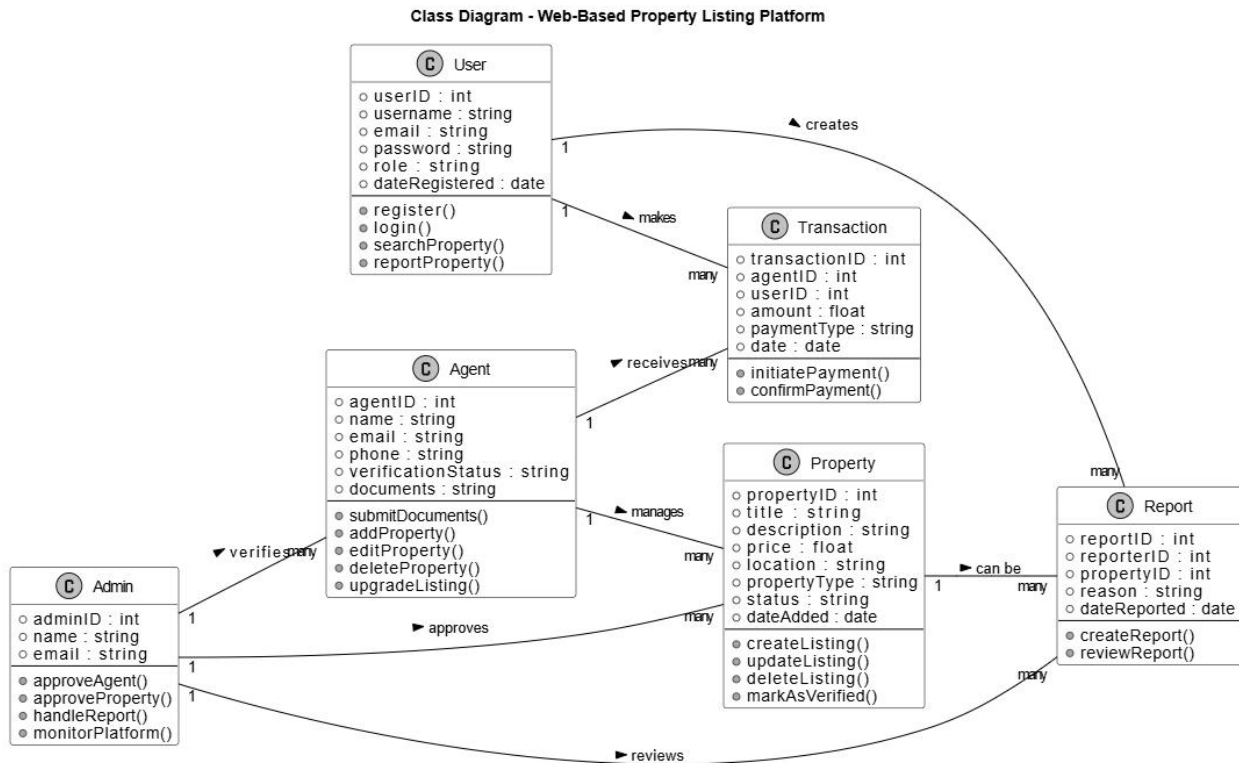 Class Diagram - Web-Based Property Listing Platform
C User
userID : int
username : string
email : string
password : string
role : string
dateRegistered : date
register()
login()
searchProperty()
reportProperty()
1
creates
many
1
makes
many
C Transaction
transactionID : int
agentID : int
userID : int
amount : float
paymentType : string
date : date
initiatePayment()
confirmPayment()
C Agent
agentID : int
name : string
email : string
phone : string
verificationStatus : string
documents : string
submitDocuments()
addProperty()
editProperty()
deleteProperty()
upgradeListing()
1
receives
many
1
manages
many
C Property
propertyID : int
title : string
description : string
price : float
location : string
propertyType : string
status : string
dateAdded : date
createListing()
updateListing()
deleteListing()
markAsVerified()
1
can be
many
C Report
reportID : int
reporterID : int
propertyID : int
reason : string
dateReported : date
createReport()
reviewReport()
C Admin
adminID : int
name : string
email : string
approveAgent()
approveProperty()
handleReport()
monitorPlatform()
1
verifies
many
1
approves
many
1
reviews
many